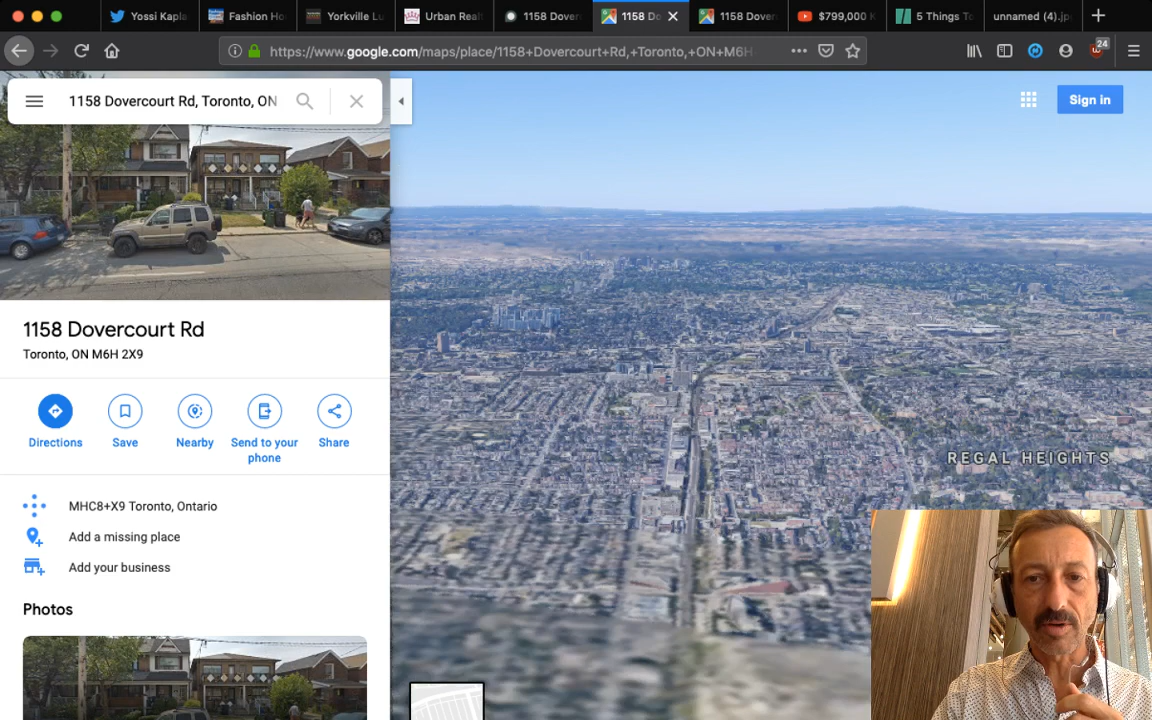 Yossi Kapla
Fashion Ho
Yorkville Lu
Urban Real
1158 Dover
1158 Do
1158 Dover
$799,000
5 Things To
unnamed (4).jp
https://www.google.com/maps/place/1158+Dovercourt+Rd,+Toronto,+ON+M6H-
24
1158 Dovercourt Rd, Toronto, ON
Sign in
1158 Dovercourt Rd
Toronto, ON M6H 2X9
Directions
Save
Nearby
Send to your
phone
Share
REGAL HEIGHTS
MHC8+X9 Toronto, Ontario
Add a missing place
Add your business
Photos